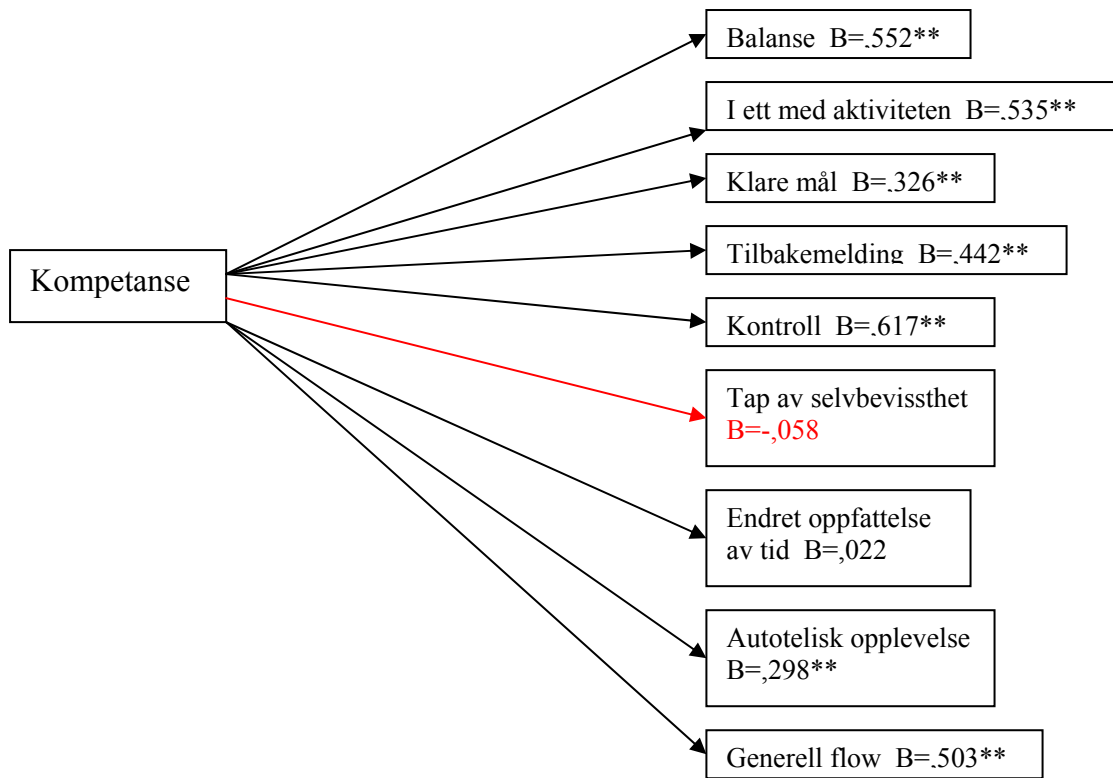 Balanse B=,552**
I ett med aktiviteten B=,535**
Klare mål B=,326**
Tilbakemelding B=,442**
Kompetanse
Kontroll B=,617**
Tap av selvbevissthet
B=-,058
Endret oppfattelse
av tid B=,022
Autotelisk opplevelse
B=,298**
Generell flow B=,503**